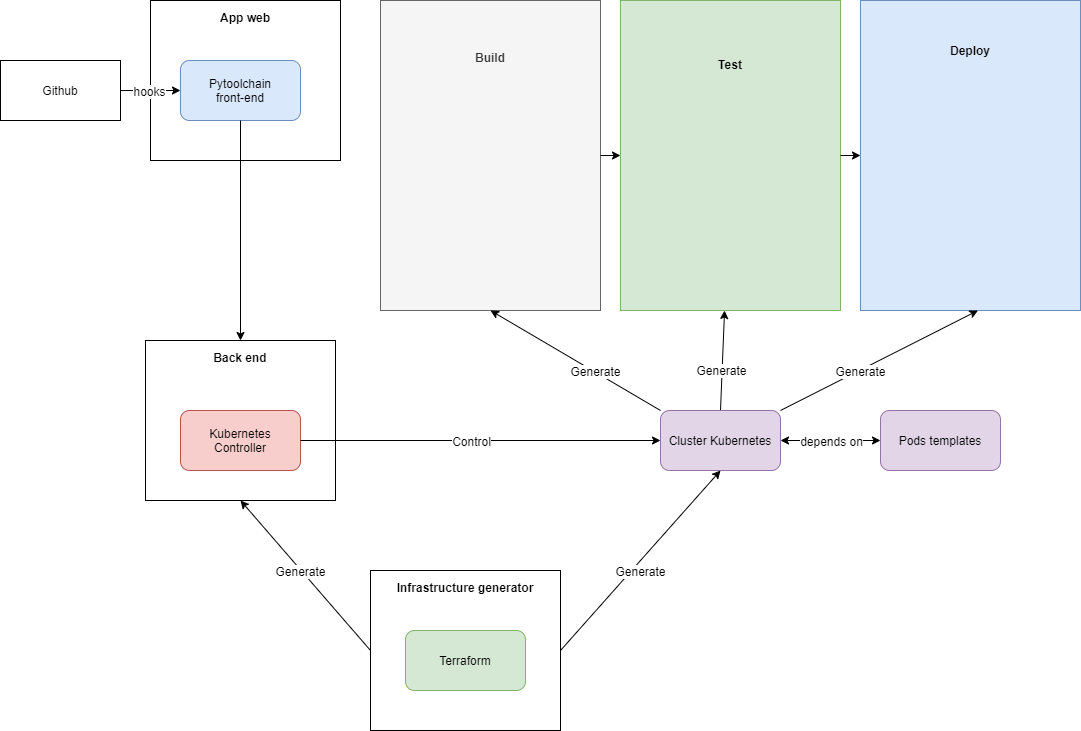 App web
Github
hooks
Pytoolchain
front-end
Build
Test
Deploy
Back end
Kubernetes
Controller
Control
Generate
Generate
Generate
Cluster Kubernetes
depends on
Pods templates
Generate
Generate
Infrastructure generator
Terraform